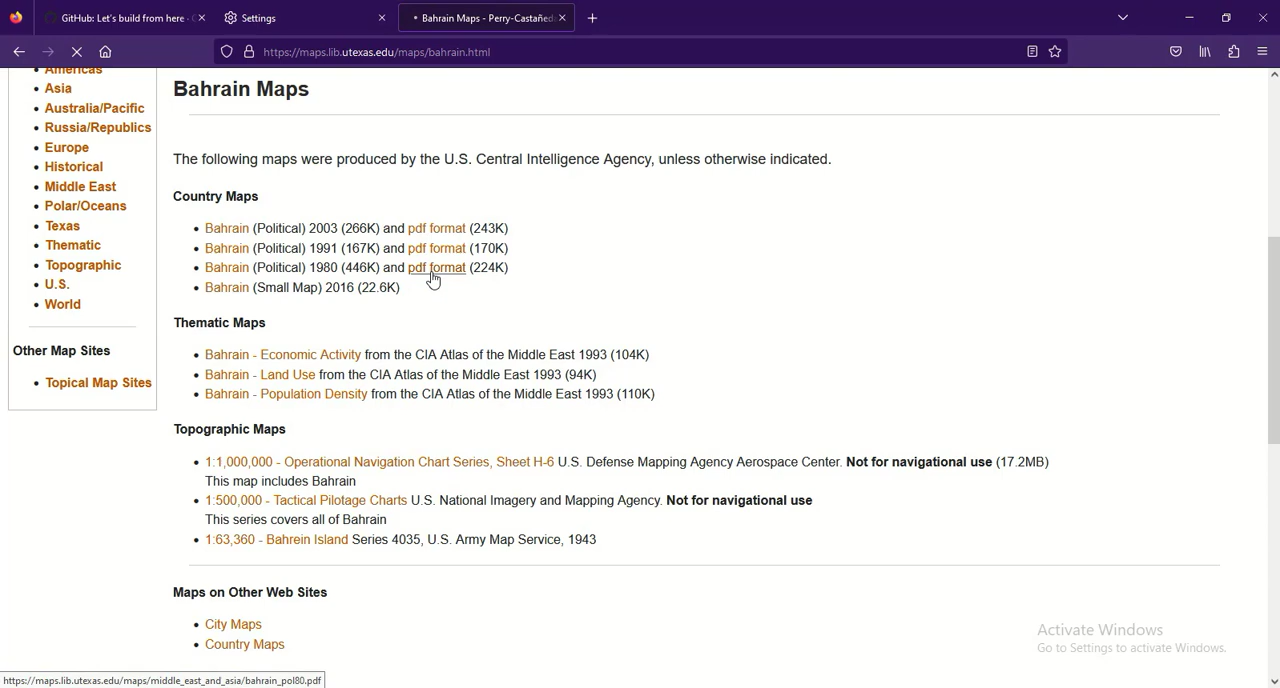 GitHub: Let's build from here · G
Settings
Bahrain Maps - Perry-Castañeda
https://maps.lib.utexas.edu/maps/bahrain.html
Americas
Asia
Australia/Pacific
Russia/Republics
Europe
Historical
Middle East
Polar/Oceans
Texas
Thematic
Topographic
U.S.
World
Other Map Sites
Topical Map Sites
Bahrain Maps
The following maps were produced by the U.S. Central Intelligence Agency, unless otherwise indicated.
Country Maps
Bahrain (Political) 2003 (266K) and pdf format (243K)
Bahrain (Political) 1991 (167K) and pdf format (170K)
Bahrain (Political) 1980 (446K) and pdf format (224K)
Bahrain (Small Map) 2016 (22.6K)
Thematic Maps
Bahrain - Economic Activity from the CIA Atlas of the Middle East 1993 (104K)
Bahrain - Land Use from the CIA Atlas of the Middle East 1993 (94K)
Bahrain - Population Density from the CIA Atlas of the Middle East 1993 (110K)
Topographic Maps
1:1,000,000 - Operational Navigation Chart Series, Sheet H-6 U.S. Defense Mapping Agency Aerospace Center. Not for navigational use (17.2MB)
This map includes Bahrain
1:500,000 - Tactical Pilotage Charts U.S. National Imagery and Mapping Agency. Not for navigational use
This series covers all of Bahrain
1:63,360 - Bahrein Island Series 4035, U.S. Army Map Service, 1943
Maps on Other Web Sites
City Maps
Country Maps
Activate Windows
Go to Settings to activate Windows.
https://maps.lib.utexas.edu/maps/middle_east_and_asia/bahrain_pol80.pdf